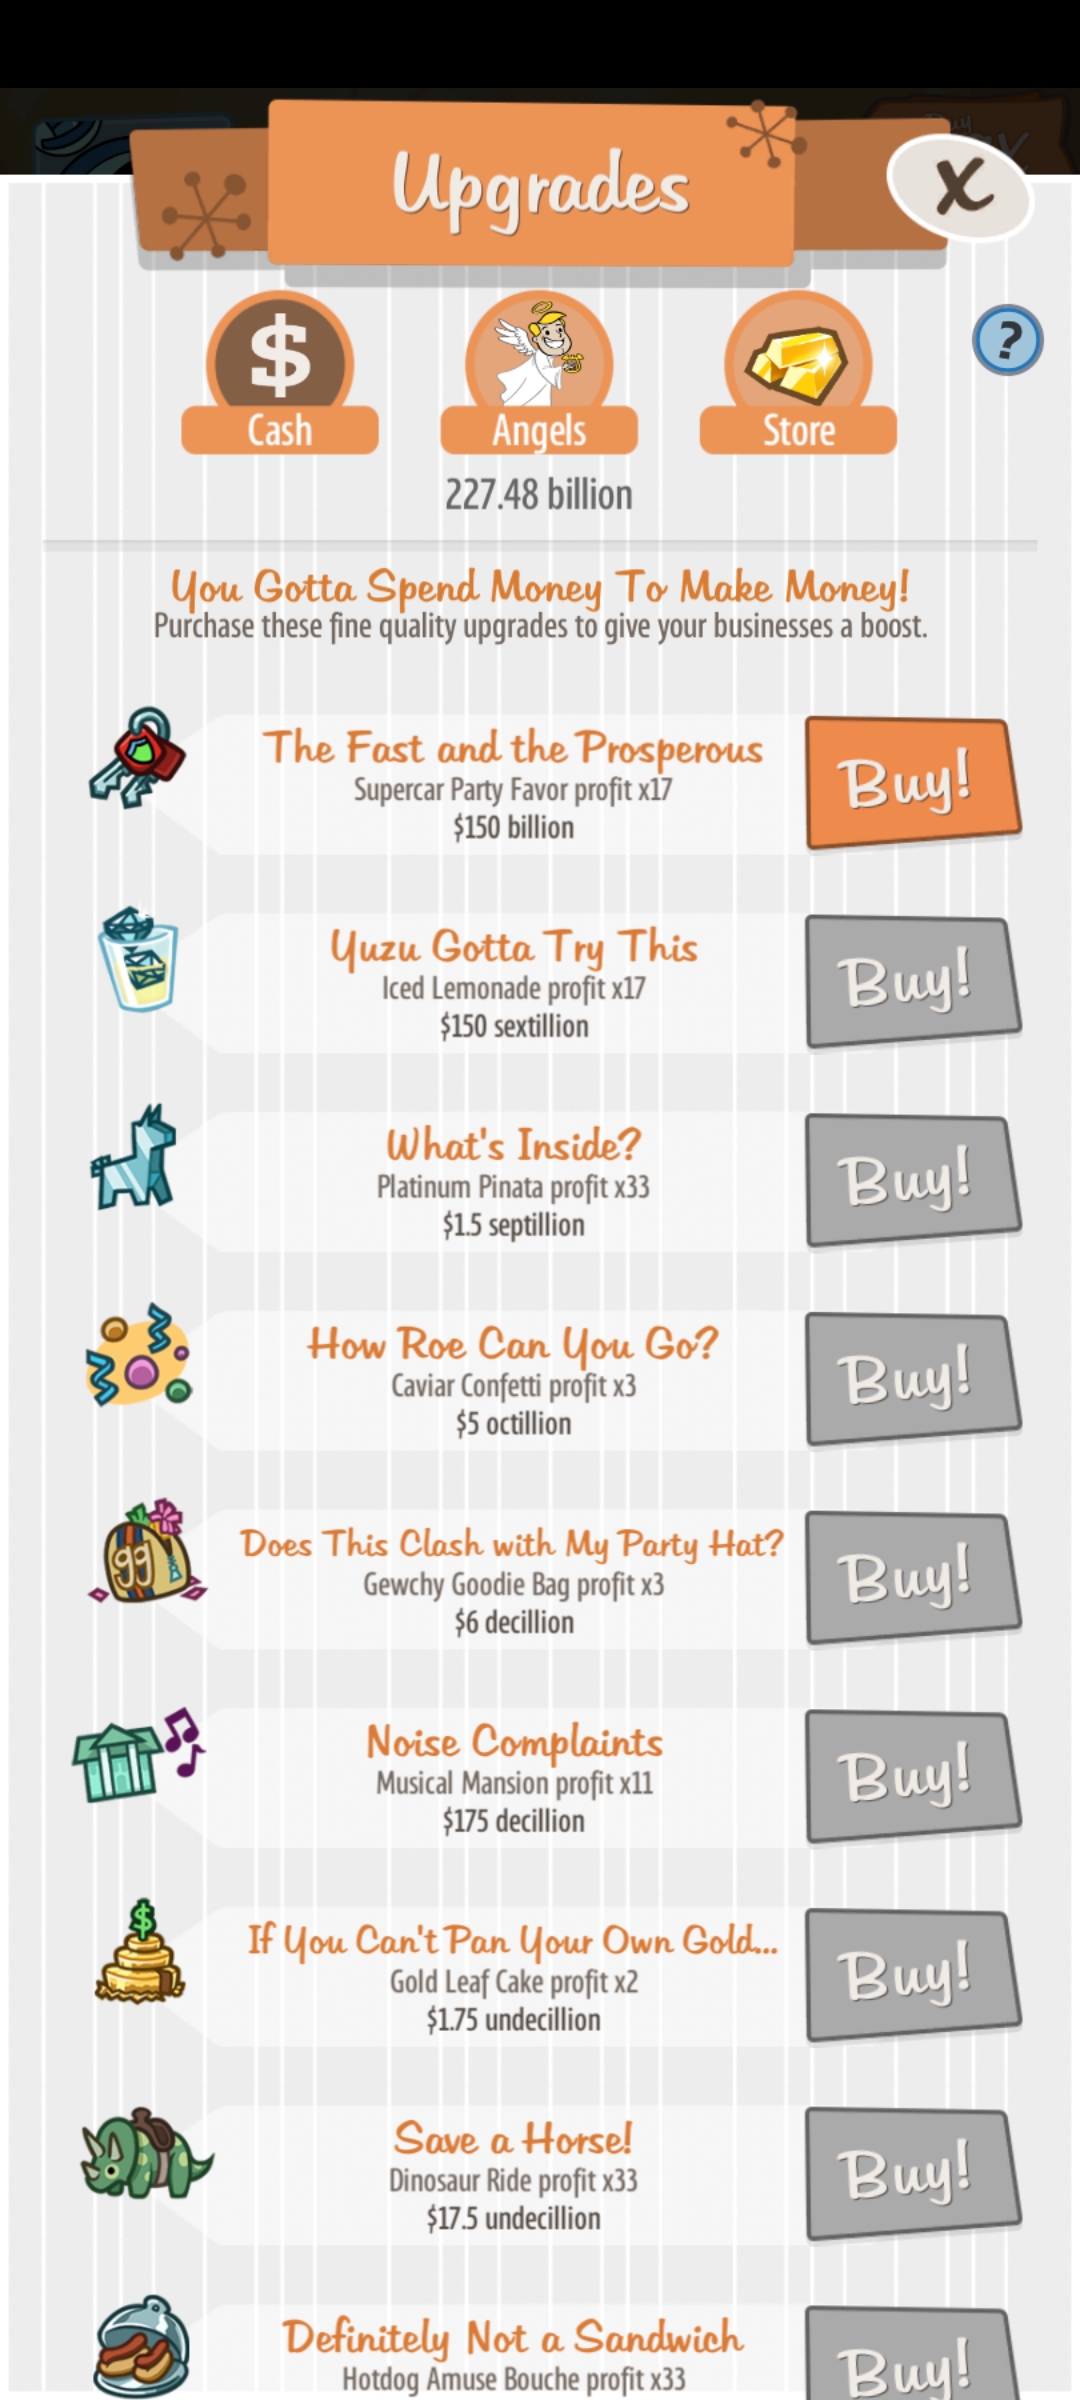 Upgrades
X
$
?
Cash
Angels
Store
227.48 billion
You Gotta Spend Money To Make Money!
Purchase these fine quality upgrades to give your businesses a boost.
The Fast and the Prosperous
Supercar Party Favor profit x17
$150 billion
Buy!
Yuzu Gotta Try This
Iced Lemonade profit x17
$150 sextillion
Buy!
What's Inside?
Platinum Pinata profit x33
$1.5 septillion
Buy!
How Roe Can You Go?
Caviar Confetti profit x3
$5 octillion
Buy!
gg
Does This Clash with My Party Hat?
Gewchy Goodie Bag profit x3
$6 decillion
Buy!
Noise Complaints
Musical Mansion profit x11
$175 decillion
Buy!
$
If You Can't Pan Your Own Gold...
Gold Leaf Cake profit x2
$1.75 undecillion
Buy!
Save a Horse!
Dinosaur Ride profit x33
$17.5 undecillion
Buy!
Definitely Not a Sandwich
Hotdog Amuse Bouche profit x33
Buy!